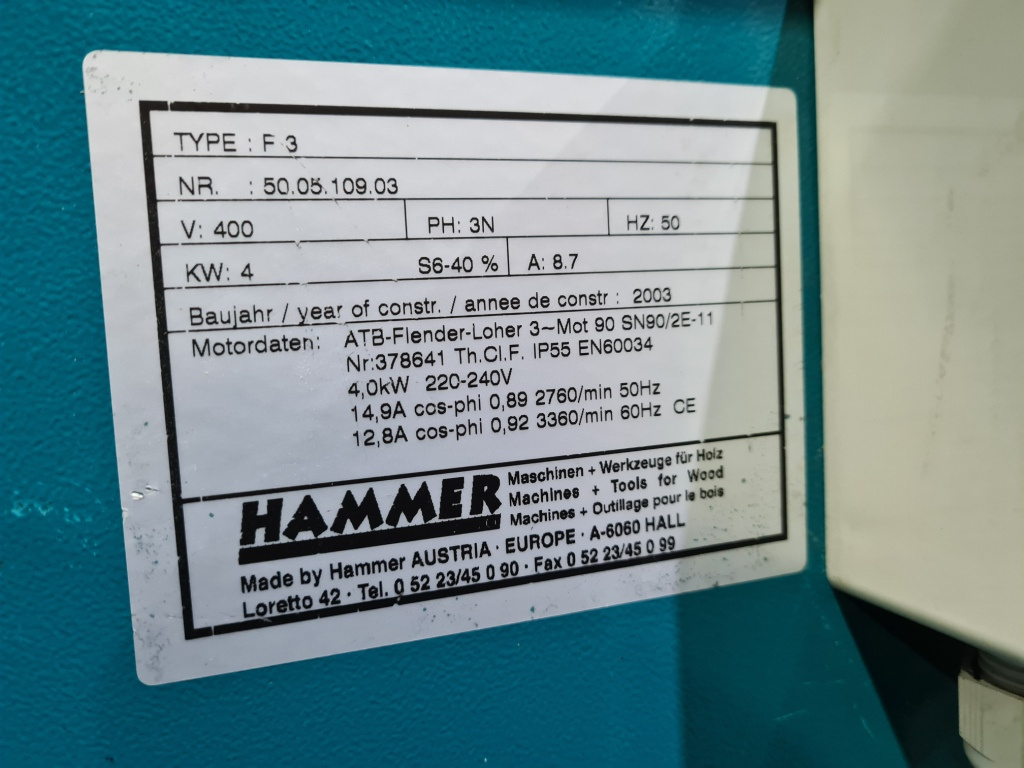 TYPE : F 3
NR. : 50.05.109.03
V: 400 PH: 3N HZ: 50
KW: 4 S6-40 % A: 8.7
Baujahr / year of constr. / annee de constr : 2003
Motordaten: ATB-Flender-Loher 3~Mot 90 SN90/2E-11
Nr:378641 Th.Cl.F. IP55 EN60034
4,0kW 220-240V
14,9A cos-phi 0,89 2760/min 50Hz
12,8A cos-phi 0,92 3360/min 60Hz CE
HAMMER
Maschinen + Werkzeuge für Holz
Machines + Tools for Wood
Machines + Outillage pour le bois
Made by Hammer AUSTRIA · EUROPE · A-6060 HALL
Loretto 42 · Tel. 0 52 23/45 0 90 · Fax 0 52 23/45 0 99